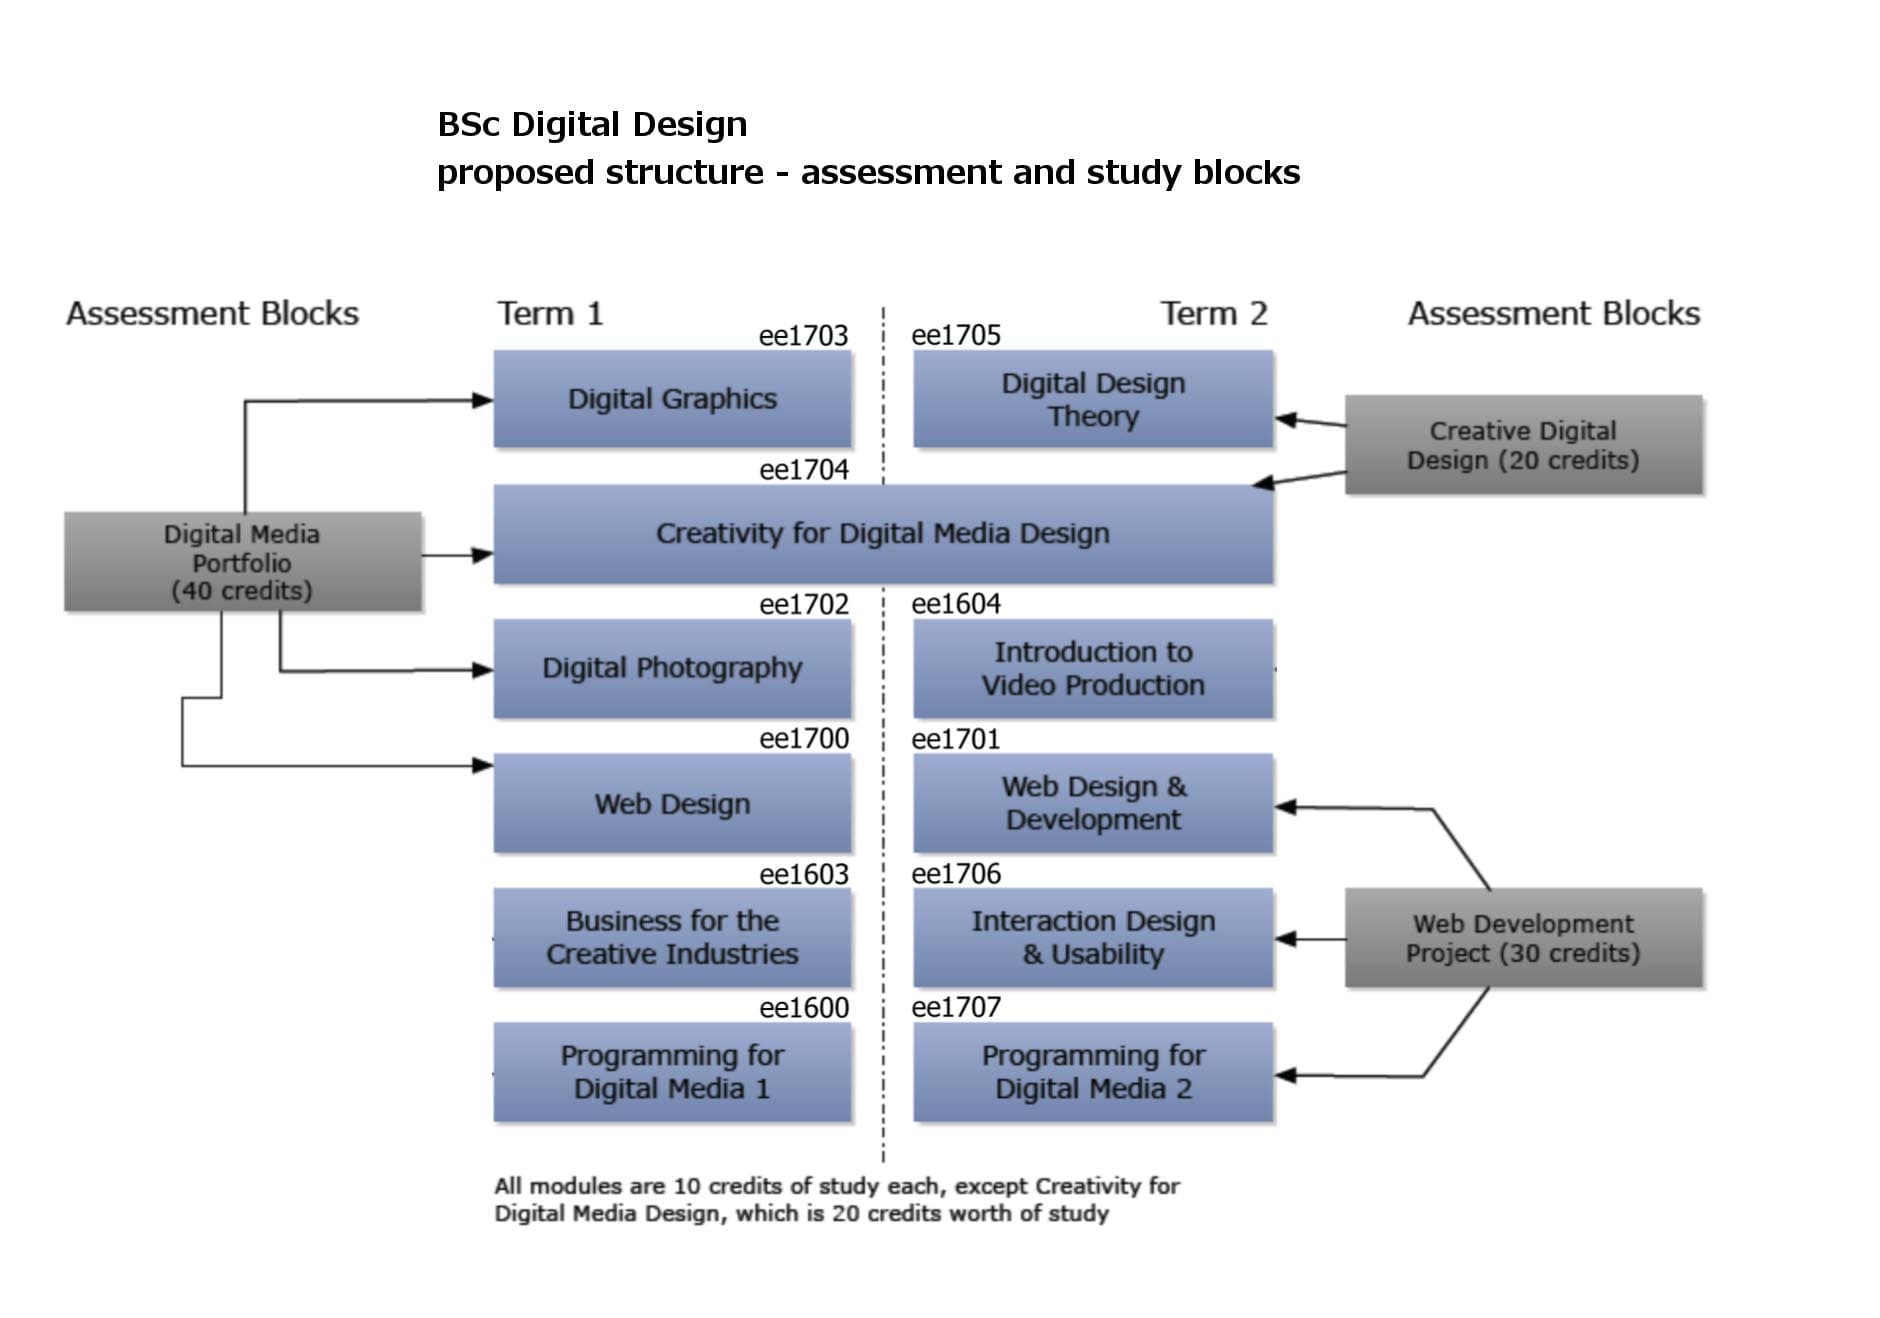 BSc Digital Design
proposed structure - assessment and study blocks
Assessment Blocks
Term 1
Term 2
Assessment Blocks
ee1703
ee1705
Digital Graphics
Digital Design
Theory
Creative Digital
Design (20 credits)
ee1704
Creativity for Digital Media Design
Digital Media
Portfolio
(40 credits)
ee1702
ee1604
Digital Photography
Introduction to
Video Production
ee1700
ee1701
Web Design
Web Design &
Development
ee1603
ee1706
Business for the
Creative Industries
Interaction Design
& Usability
Web Development
Project (30 credits)
ee1600
ee1707
Programming for
Digital Media 1
Programming for
Digital Media 2
All modules are 10 credits of study each, except Creativity for
Digital Media Design, which is 20 credits worth of study